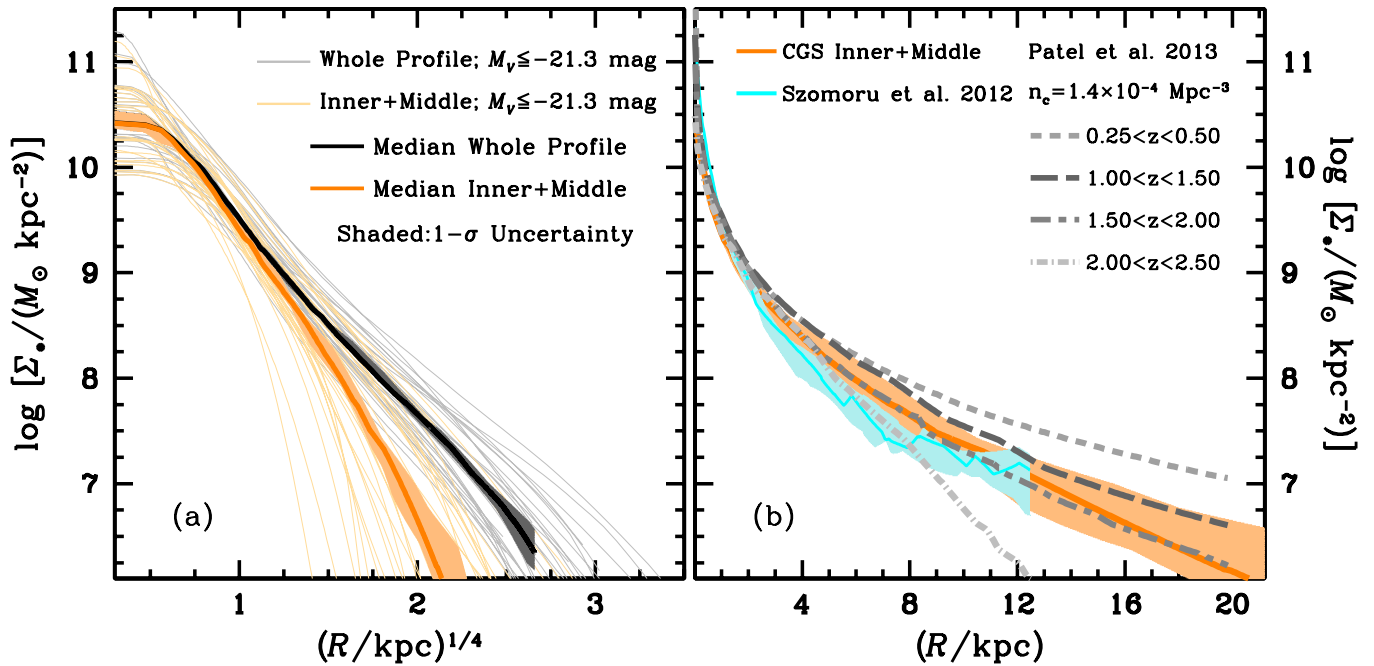 Whole Profile; M_V≦−21.3 mag
Inner+Middle; M_V≦−21.3 mag
Median Whole Profile
Median Inner+Middle
Shaded:1−σ Uncertainty
(a)
log [Σ⁎/(M⊙ kpc⁻²)]
11
10
9
8
7
1
2
3
(R/kpc)¹/⁴
CGS Inner+Middle
Szomoru et al. 2012
Patel et al. 2013
n_c=1.4×10⁻⁴ Mpc⁻³
0.25<z<0.50
1.00<z<1.50
1.50<z<2.00
2.00<z<2.50
(b)
4
8
12
16
20
(R/kpc)
11
10
9
8
7
log [Σ⁎/(M⊙ kpc⁻²)]